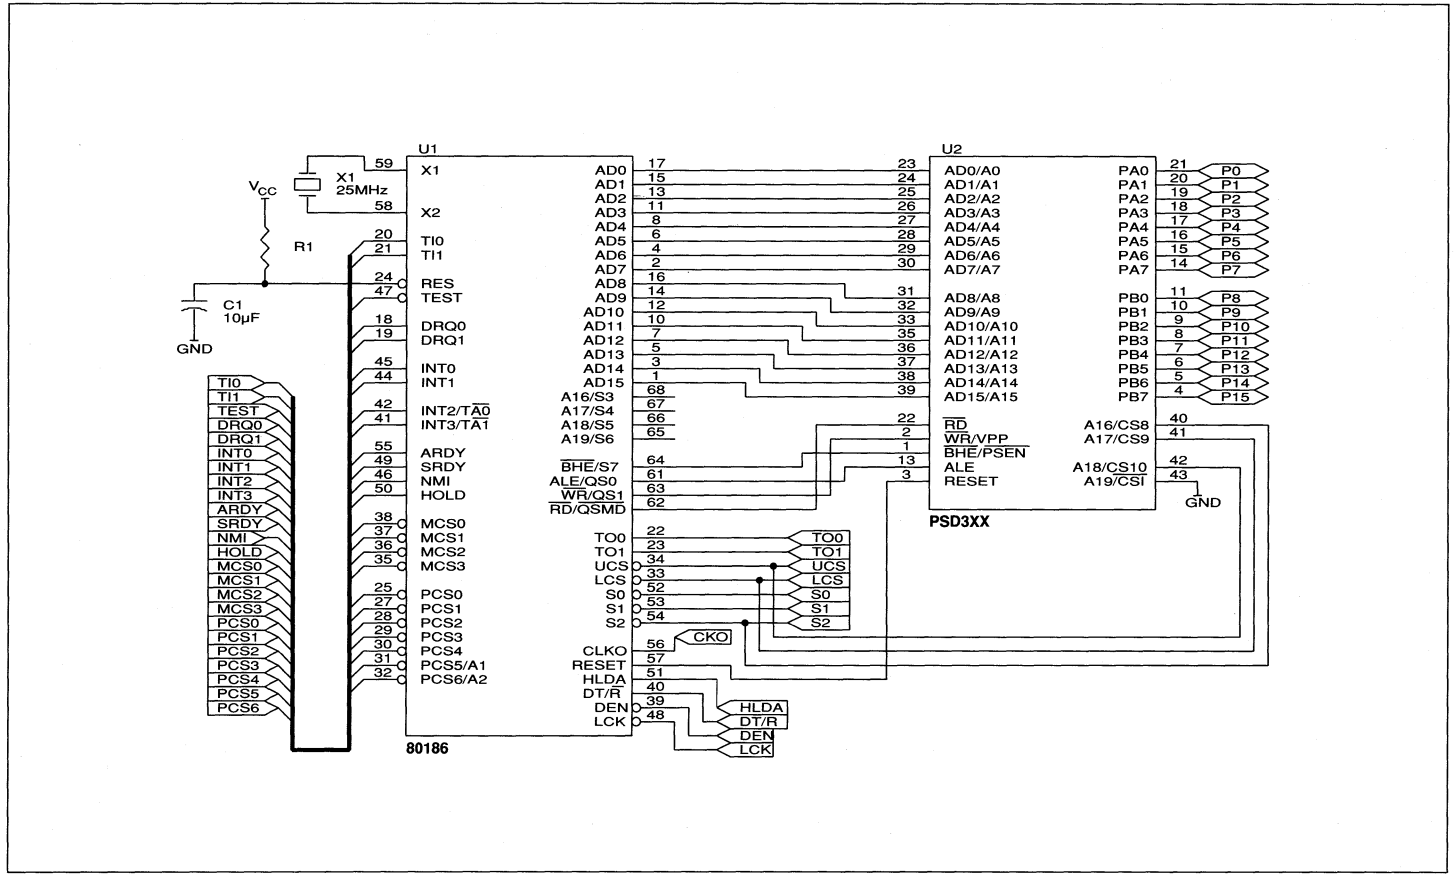 U1
U2
59 X1
X1
25MHz
VCC
58 X2
R1
20 TI0
21 TI1
24 RES
47 TEST
C1
10µF
GND
18 DRQ0
19 DRQ1
45 INT0
44 INT1
42 INT2/TA0
41 INT3/TA1
55 ARDY
49 SRDY
46 NMI
50 HOLD
38 MCS0
37 MCS1
36 MCS2
35 MCS3
25 PCS0
27 PCS1
28 PCS2
29 PCS3
30 PCS4
31 PCS5/A1
32 PCS6/A2
TI0
TI1
TEST
DRQ0
DRQ1
INT0
INT1
INT2
INT3
ARDY
SRDY
NMI
HOLD
MCS0
MCS1
MCS2
MCS3
PCS0
PCS1
PCS2
PCS3
PCS4
PCS5
PCS6
AD0 17
AD1 15
AD2 13
AD3 11
AD4 8
AD5 6
AD6 4
AD7 2
AD8 16
AD9 14
AD10 12
AD11 10
AD12 7
AD13 5
AD14 3
AD15 1
A16/S3 68
A17/S4 67
A18/S5 66
A19/S6 65
BHE/S7 64
ALE/QS0 61
WR/QS1 63
RD/QSMD 62
TO0 22
TO1 23
UCS 34
LCS 33
S0 52
S1 53
S2 54
CLKO 56
RESET 57
HLDA 51
DT/R 40
DEN 39
LCK 48
80186
TO0
TO1
UCS
LCS
S0
S1
S2
CKO
HLDA
DT/R
DEN
LCK
23 AD0/A0
24 AD1/A1
25 AD2/A2
26 AD3/A3
27 AD4/A4
28 AD5/A5
29 AD6/A6
30 AD7/A7
31 AD8/A8
32 AD9/A9
33 AD10/A10
35 AD11/A11
36 AD12/A12
37 AD13/A13
38 AD14/A14
39 AD15/A15
22 RD
2 WR/VPP
1 BHE/PSEN
13 ALE
3 RESET
PSD3XX
PA0 21 P0
PA1 20 P1
PA2 19 P2
PA3 18 P3
PA4 17 P4
PA5 16 P5
PA6 15 P6
PA7 14 P7
PB0 11 P8
PB1 10 P9
PB2 9 P10
PB3 8 P11
PB4 7 P12
PB5 6 P13
PB6 5 P14
PB7 4 P15
A16/CS8 40
A17/CS9 41
A18/CS10 42
A19/CSI 43
GND